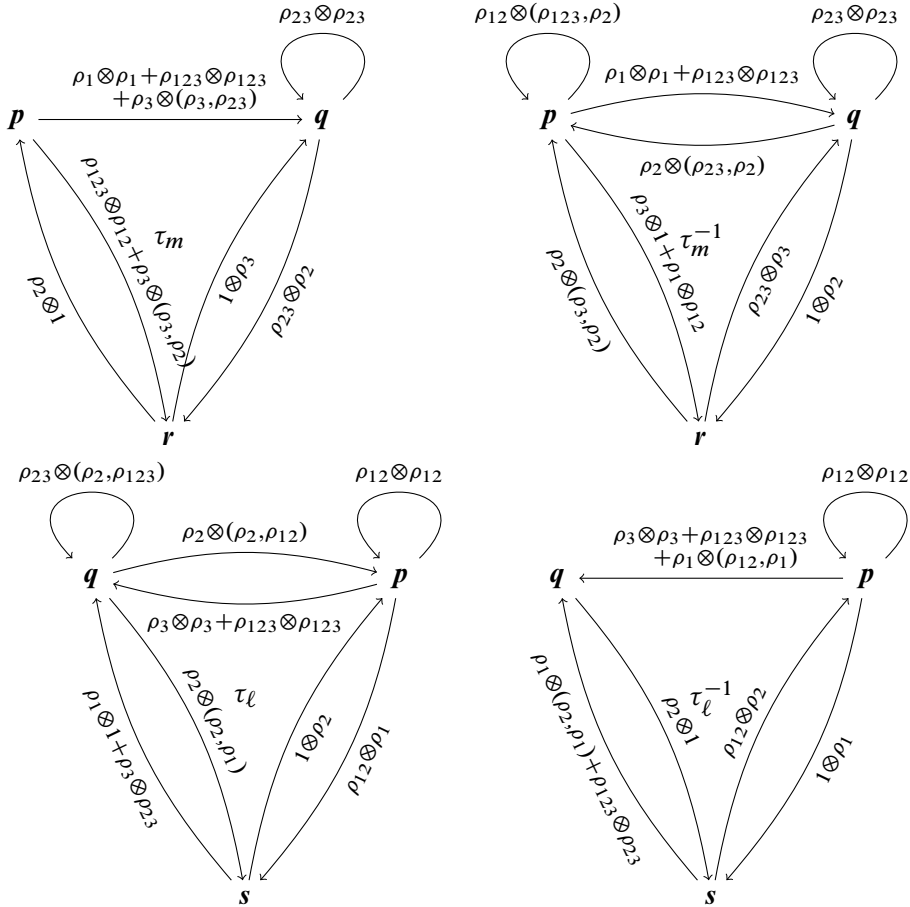 ρ₂₃⊗ρ₂₃
ρ₁⊗ρ₁+ρ₁₂₃⊗ρ₁₂₃
+ρ₃⊗(ρ₃,ρ₂₃)
p
q
ρ₁₂₃⊗ρ₁₂+ρ₃⊗(ρ₃,ρ₂)
τₘ
ρ₂⊗1
1⊗ρ₃
ρ₂₃⊗ρ₂
r
ρ₁₂⊗(ρ₁₂₃,ρ₂)
ρ₂₃⊗ρ₂₃
ρ₁⊗ρ₁+ρ₁₂₃⊗ρ₁₂₃
p
q
ρ₂⊗(ρ₂₃,ρ₂)
ρ₃⊗1+ρ₁⊗ρ₁₂
τₘ⁻¹
ρ₂⊗(ρ₃,ρ₂)
ρ₂₃⊗ρ₃
1⊗ρ₂
r
ρ₂₃⊗(ρ₂,ρ₁₂₃)
ρ₁₂⊗ρ₁₂
ρ₂⊗(ρ₂,ρ₁₂)
q
p
ρ₃⊗ρ₃+ρ₁₂₃⊗ρ₁₂₃
ρ₂⊗(ρ₂,ρ₁)
τ_ℓ
ρ₁⊗1+ρ₃⊗ρ₂₃
1⊗ρ₂
ρ₁₂⊗ρ₁
s
ρ₁₂⊗ρ₁₂
ρ₃⊗ρ₃+ρ₁₂₃⊗ρ₁₂₃
+ρ₁⊗(ρ₁₂,ρ₁)
q
p
τ_ℓ⁻¹
ρ₂⊗1
ρ₁₂⊗ρ₂
ρ₁⊗(ρ₂,ρ₁)+ρ₁₂₃⊗ρ₂₃
1⊗ρ₁
s